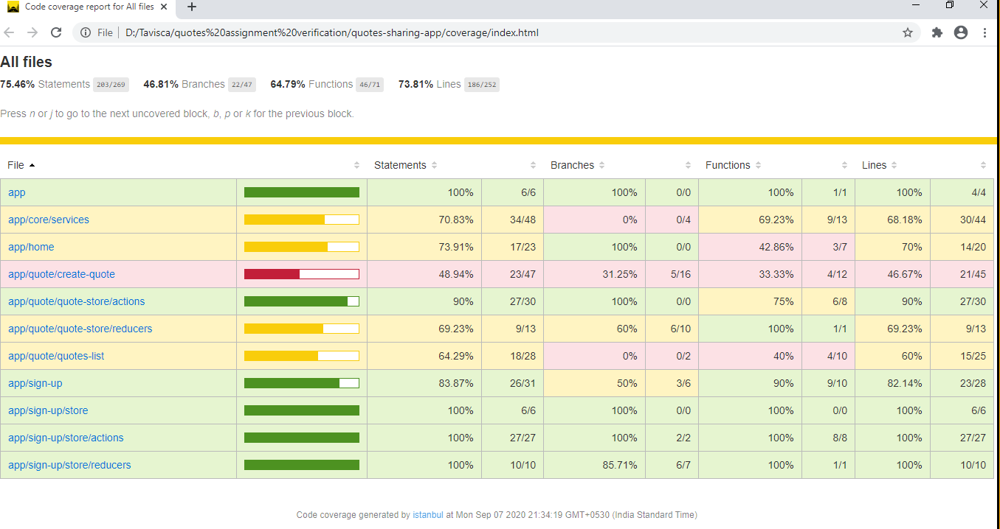 Code coverage report for All files
File D:/Tavisca/quotes%20assignment%20verification/quotes-sharing-app/coverage/index.html
All files
75.46% Statements 203/269 46.81% Branches 22/47 64.79% Functions 46/71 73.81% Lines 186/252
Press n or j to go to the next uncovered block, b, p or k for the previous block.
File Statements Branches Functions Lines
app 100% 6/6 100% 0/0 100% 1/1 100% 4/4
app/core/services 70.83% 34/48 0% 0/4 69.23% 9/13 68.18% 30/44
app/home 73.91% 17/23 100% 0/0 42.86% 3/7 70% 14/20
app/quote/create-quote 48.94% 23/47 31.25% 5/16 33.33% 4/12 46.67% 21/45
app/quote/quote-store/actions 90% 27/30 100% 0/0 75% 6/8 90% 27/30
app/quote/quote-store/reducers 69.23% 9/13 60% 6/10 100% 1/1 69.23% 9/13
app/quote/quotes-list 64.29% 18/28 0% 0/2 40% 4/10 60% 15/25
app/sign-up 83.87% 26/31 50% 3/6 90% 9/10 82.14% 23/28
app/sign-up/store 100% 6/6 100% 0/0 100% 0/0 100% 6/6
app/sign-up/store/actions 100% 27/27 100% 2/2 100% 8/8 100% 27/27
app/sign-up/store/reducers 100% 10/10 85.71% 6/7 100% 1/1 100% 10/10
Code coverage generated by istanbul at Mon Sep 07 2020 21:34:19 GMT+0530 (India Standard Time)